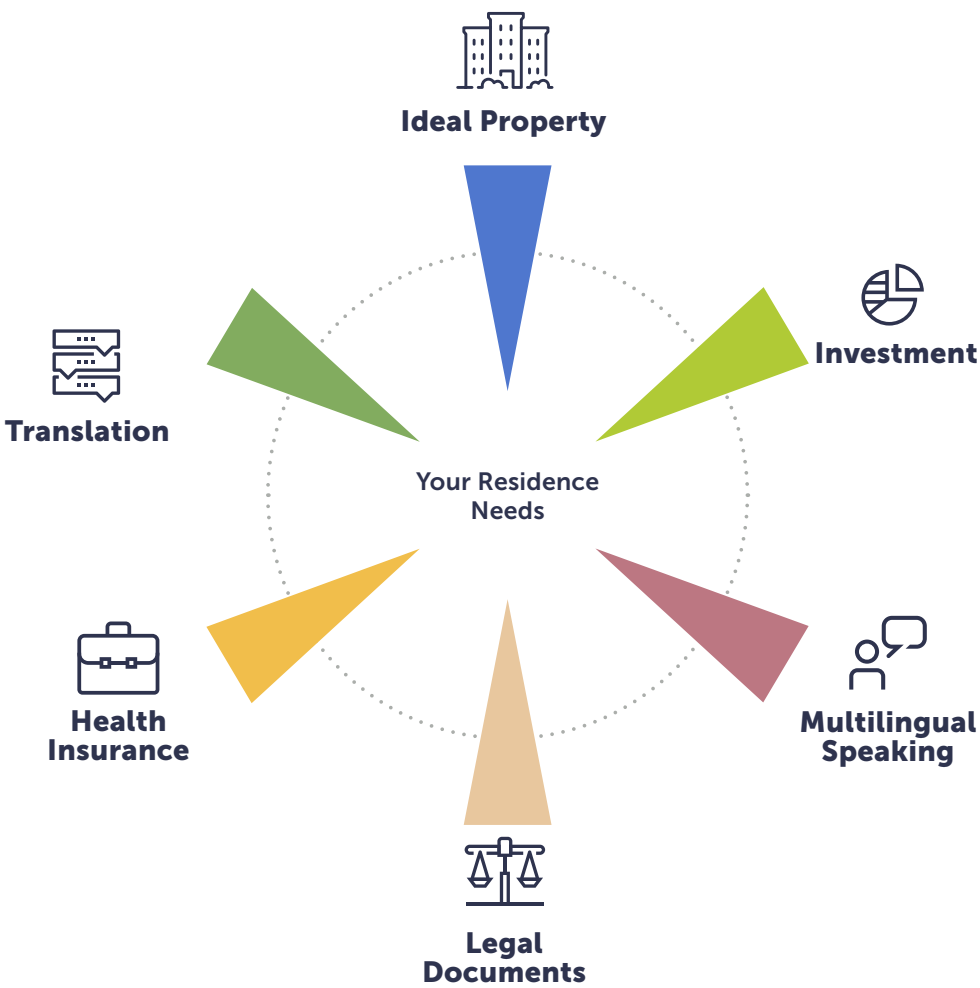 Ideal Property
Investment
Translation
Your Residence
Needs
Health
Insurance
Multilingual
Speaking
Legal
Documents